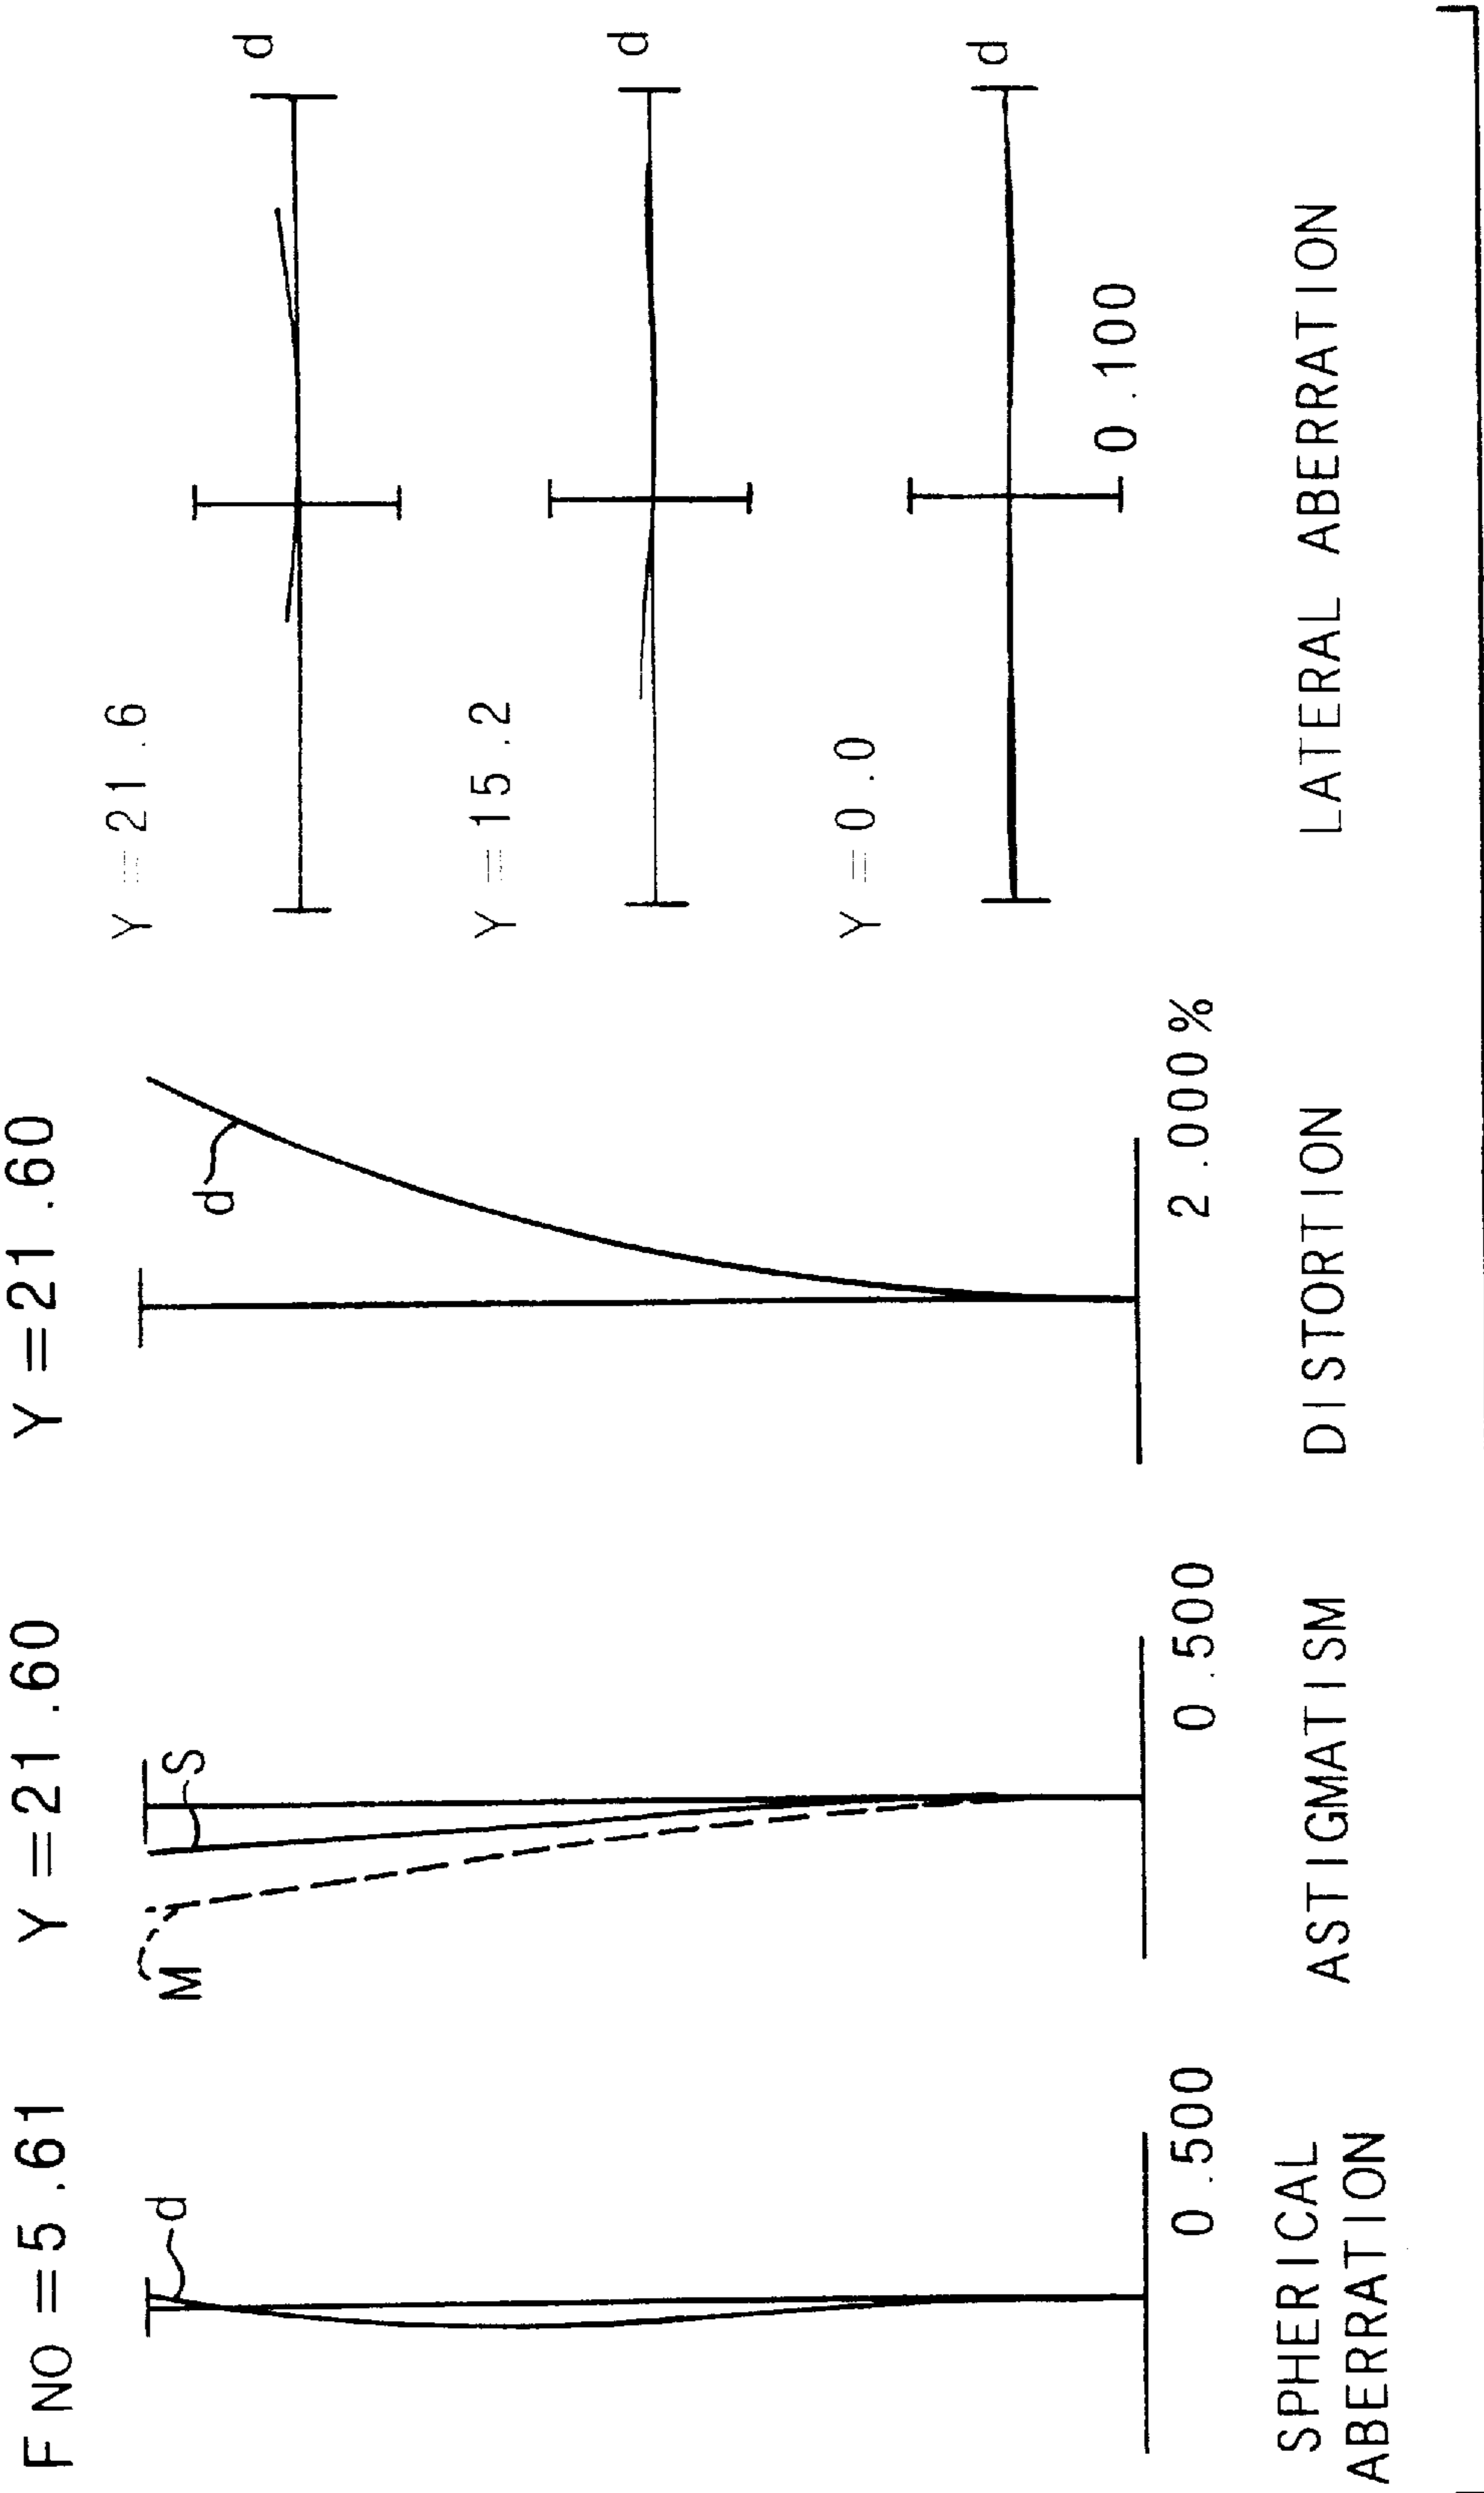 FNO=5.61
Y=21.60
Y=21.60
d
M
S
d
Y=21.6
d
Y=15.2
d
Y=0.0
d
0.500
0.500
2.000%
0.100
SPHERICAL
ABERRATION
ASTIGMATISM
DISTORTION
LATERAL ABERRATION